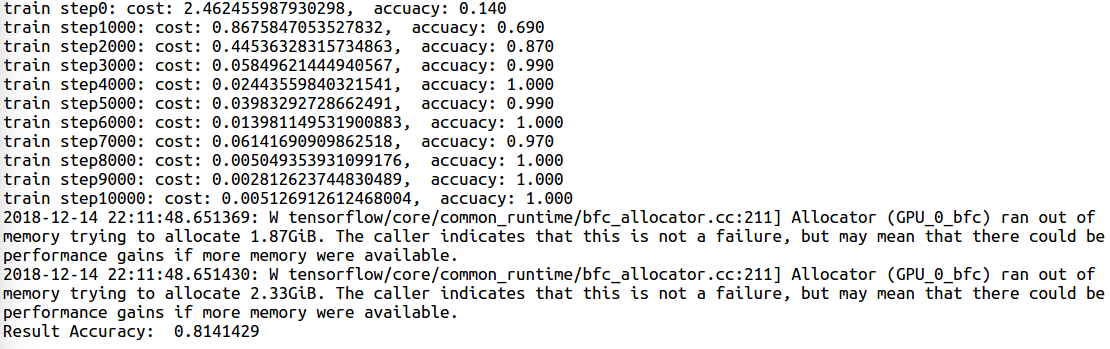 train step0: cost: 2.462455987930298,  accuacy: 0.140
train step1000: cost: 0.8675847053527832,  accuacy: 0.690
train step2000: cost: 0.44536328315734863,  accuacy: 0.870
train step3000: cost: 0.05849621444940567,  accuacy: 0.990
train step4000: cost: 0.02443559840321541,  accuacy: 1.000
train step5000: cost: 0.03983292728662491,  accuacy: 0.990
train step6000: cost: 0.013981149531900883,  accuacy: 1.000
train step7000: cost: 0.06141690909862518,  accuacy: 0.970
train step8000: cost: 0.005049353931099176,  accuacy: 1.000
train step9000: cost: 0.002812623744830489,  accuacy: 1.000
train step10000: cost: 0.005126912612468004,  accuacy: 1.000
2018-12-14 22:11:48.651369: W tensorflow/core/common_runtime/bfc_allocator.cc:211] Allocator (GPU_0_bfc) ran out of
memory trying to allocate 1.87GiB. The caller indicates that this is not a failure, but may mean that there could be
performance gains if more memory were available.
2018-12-14 22:11:48.651430: W tensorflow/core/common_runtime/bfc_allocator.cc:211] Allocator (GPU_0_bfc) ran out of
memory trying to allocate 2.33GiB. The caller indicates that this is not a failure, but may mean that there could be
performance gains if more memory were available.
Result Accuracy:  0.8141429